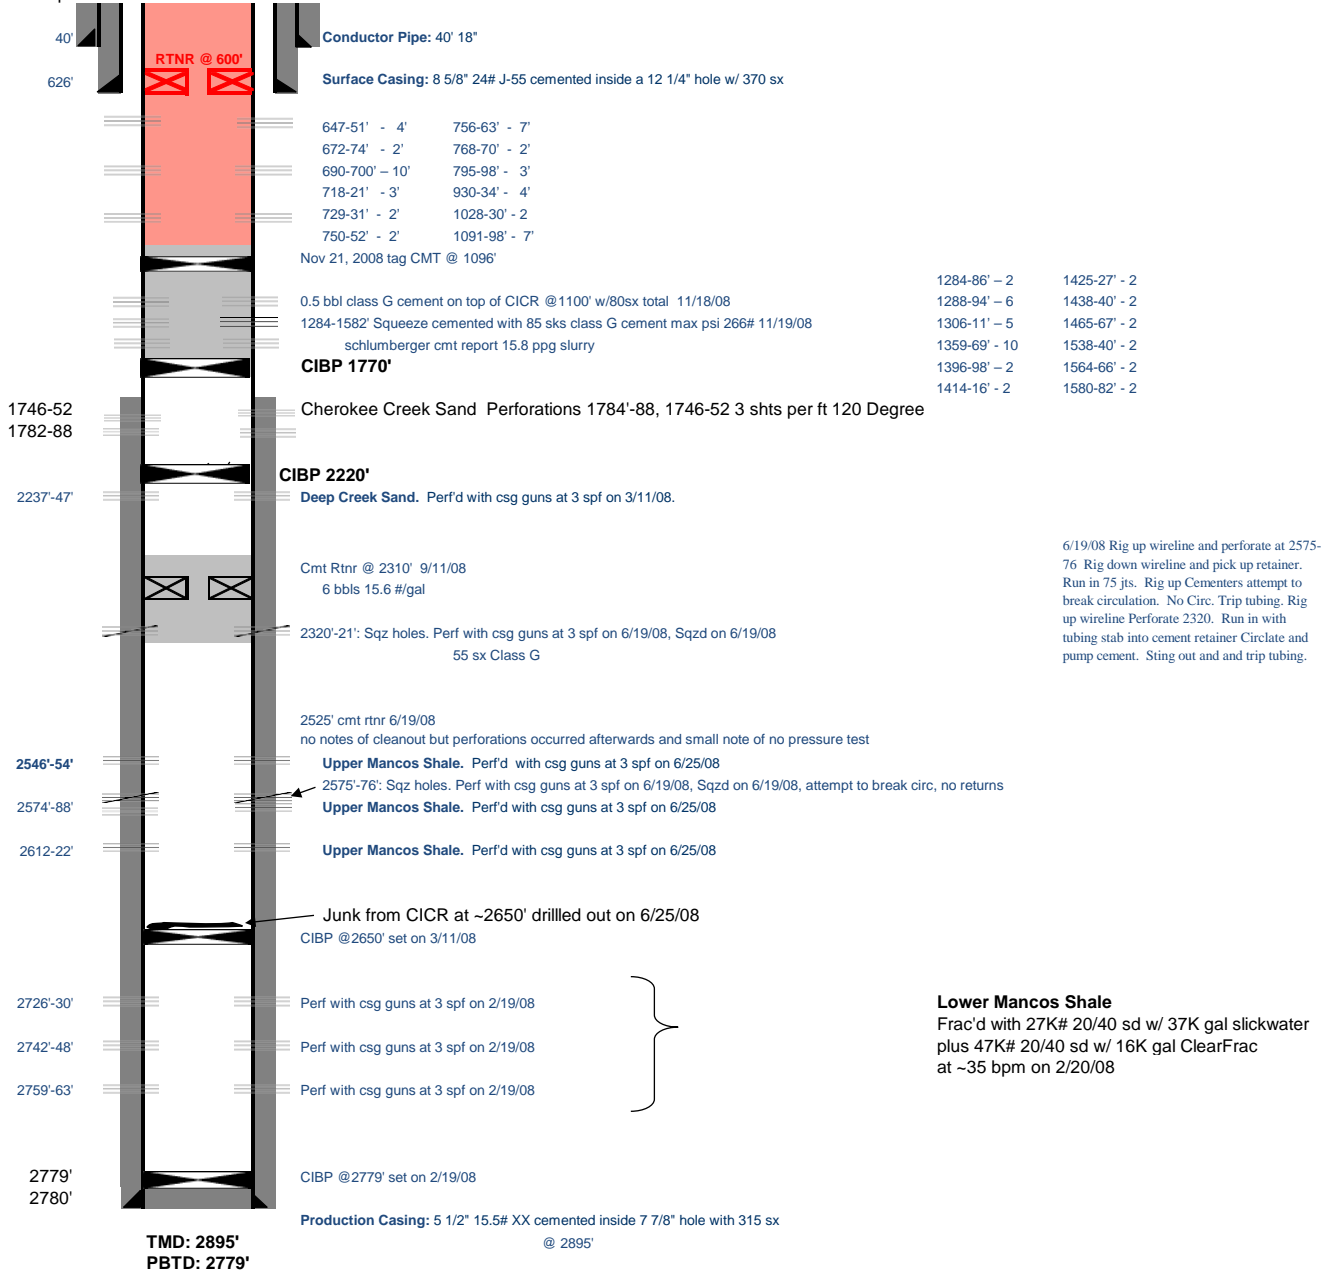 40'
Conductor Pipe: 40' 18"
RTNR @ 600'
626'
Surface Casing: 8 5/8" 24# J-55 cemented inside a 12 1/4" hole w/ 370 sx
647-51' - 4' 756-63' - 7'
672-74' - 2' 768-70' - 2'
690-700' – 10' 795-98' - 3'
718-21' - 3' 930-34' - 4'
729-31' - 2' 1028-30' - 2
750-52' - 2' 1091-98' - 7'
Nov 21, 2008 tag CMT @ 1096'
1284-86' – 2 1425-27' - 2
1288-94' – 6 1438-40' - 2
1306-11' – 5 1465-67' - 2
1359-69' - 10 1538-40' - 2
1396-98' – 2 1564-66' - 2
1414-16' - 2 1580-82' - 2
0.5 bbl class G cement on top of CICR @1100' w/80sx total 11/18/08
1284-1582' Squeeze cemented with 85 sks class G cement max psi 266# 11/19/08
schlumberger cmt report 15.8 ppg slurry
CIBP 1770'
1746-52
1782-88
Cherokee Creek Sand Perforations 1784'-88, 1746-52 3 shts per ft 120 Degree
CIBP 2220'
2237'-47'
Deep Creek Sand. Perf'd with csg guns at 3 spf on 3/11/08.
6/19/08 Rig up wireline and perforate at 2575-
76 Rig down wireline and pick up retainer.
Run in 75 jts. Rig up Cementers attempt to
break circulation. No Circ. Trip tubing. Rig
up wireline Perforate 2320. Run in with
tubing stab into cement retainer Circlate and
pump cement. Sting out and and trip tubing.
Cmt Rtnr @ 2310' 9/11/08
6 bbls 15.6 #/gal
2320'-21': Sqz holes. Perf with csg guns at 3 spf on 6/19/08, Sqzd on 6/19/08
55 sx Class G
2525' cmt rtnr 6/19/08
no notes of cleanout but perforations occurred afterwards and small note of no pressure test
2546'-54'
Upper Mancos Shale. Perf'd with csg guns at 3 spf on 6/25/08
2575'-76': Sqz holes. Perf with csg guns at 3 spf on 6/19/08, Sqzd on 6/19/08, attempt to break circ, no returns
2574'-88'
Upper Mancos Shale. Perf'd with csg guns at 3 spf on 6/25/08
2612-22'
Upper Mancos Shale. Perf'd with csg guns at 3 spf on 6/25/08
Junk from CICR at ~2650' drillled out on 6/25/08
CIBP @2650' set on 3/11/08
2726'-30'
Perf with csg guns at 3 spf on 2/19/08
2742'-48'
Perf with csg guns at 3 spf on 2/19/08
2759'-63'
Perf with csg guns at 3 spf on 2/19/08
Lower Mancos Shale
Frac'd with 27K# 20/40 sd w/ 37K gal slickwater
plus 47K# 20/40 sd w/ 16K gal ClearFrac
at ~35 bpm on 2/20/08
2779'
2780'
CIBP @2779' set on 2/19/08
Production Casing: 5 1/2" 15.5# XX cemented inside 7 7/8" hole with 315 sx
@ 2895'
TMD: 2895'
PBTD: 2779'